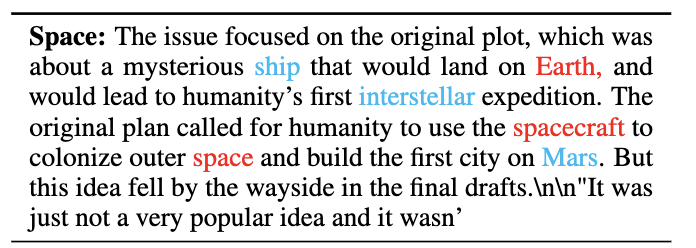 Space: The issue focused on the original plot, which was
about a mysterious ship that would land on Earth, and
would lead to humanity's first interstellar expedition. The
original plan called for humanity to use the spacecraft to
colonize outer space and build the first city on Mars. But
this idea fell by the wayside in the final drafts.\n\n"It was
just not a very popular idea and it wasn'